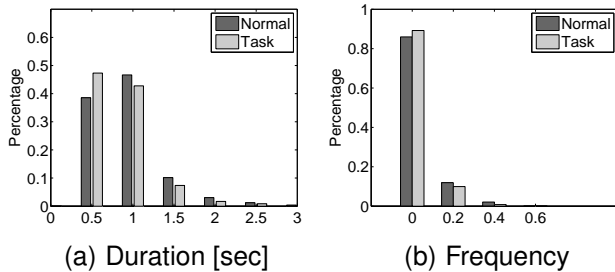 Normal
Task
Percentage
0.6
0.5
0.4
0.3
0.2
0.1
0
0 0.5 1 1.5 2 2.5 3
(a) Duration [sec]
Normal
Task
Percentage
1
0.8
0.6
0.4
0.2
0
0 0.2 0.4 0.6
(b) Frequency